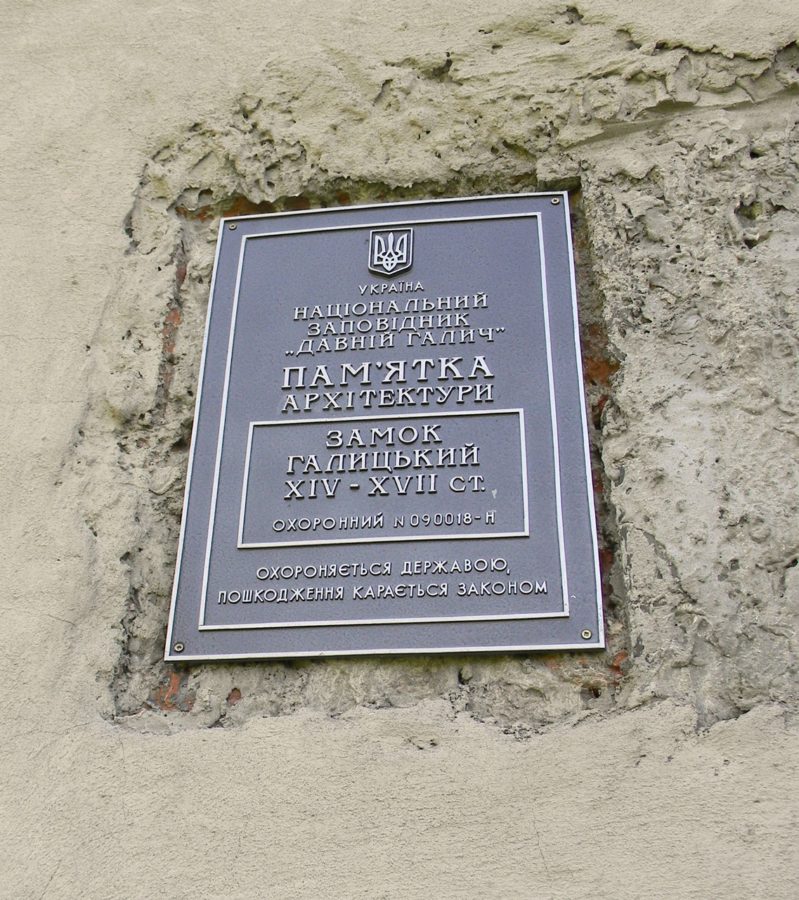 УКРАЇНА
НАЦІОНАЛЬНИЙ
ЗАПОВІДНИК
„ДАВНІЙ ГАЛИЧ"
ПАМ'ЯТКА
АРХІТЕКТУРИ
ЗАМОК
ГАЛИЦЬКИЙ
XIV - XVII СТ.
ОХОРОННИЙ N 090018-Н
ОХОРОНЯЄТЬСЯ ДЕРЖАВОЮ,
ПОШКОДЖЕННЯ КАРАЄТЬСЯ ЗАКОНОМ